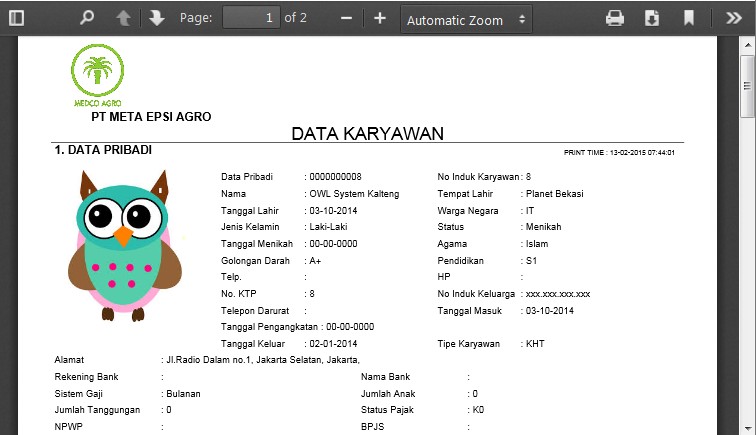 Page: 1 of 2 Automatic Zoom
MEDCO AGRO
PT META EPSI AGRO
DATA KARYAWAN
1. DATA PRIBADI
PRINT TIME : 13-02-2015 07:44:01
Data Pribadi : 0000000008 No Induk Karyawan : 8
Nama : OWL System Kalteng Tempat Lahir : Planet Bekasi
Tanggal Lahir : 03-10-2014 Warga Negara : IT
Jenis Kelamin : Laki-Laki Status : Menikah
Tanggal Menikah : 00-00-0000 Agama : Islam
Golongan Darah : A+ Pendidikan : S1
Telp. : HP :
No. KTP : 8 No Induk Keluarga : xxx.xxx.xxx.xxx
Telepon Darurat : Tanggal Masuk : 03-10-2014
Tanggal Pengangkatan : 00-00-0000
Tanggal Keluar : 02-01-2014 Tipe Karyawan : KHT
Alamat : Jl.Radio Dalam no.1, Jakarta Selatan, Jakarta,
Rekening Bank : Nama Bank :
Sistem Gaji : Bulanan Jumlah Anak : 0
Jumlah Tanggungan : 0 Status Pajak : K0
NPWP : BPJS :